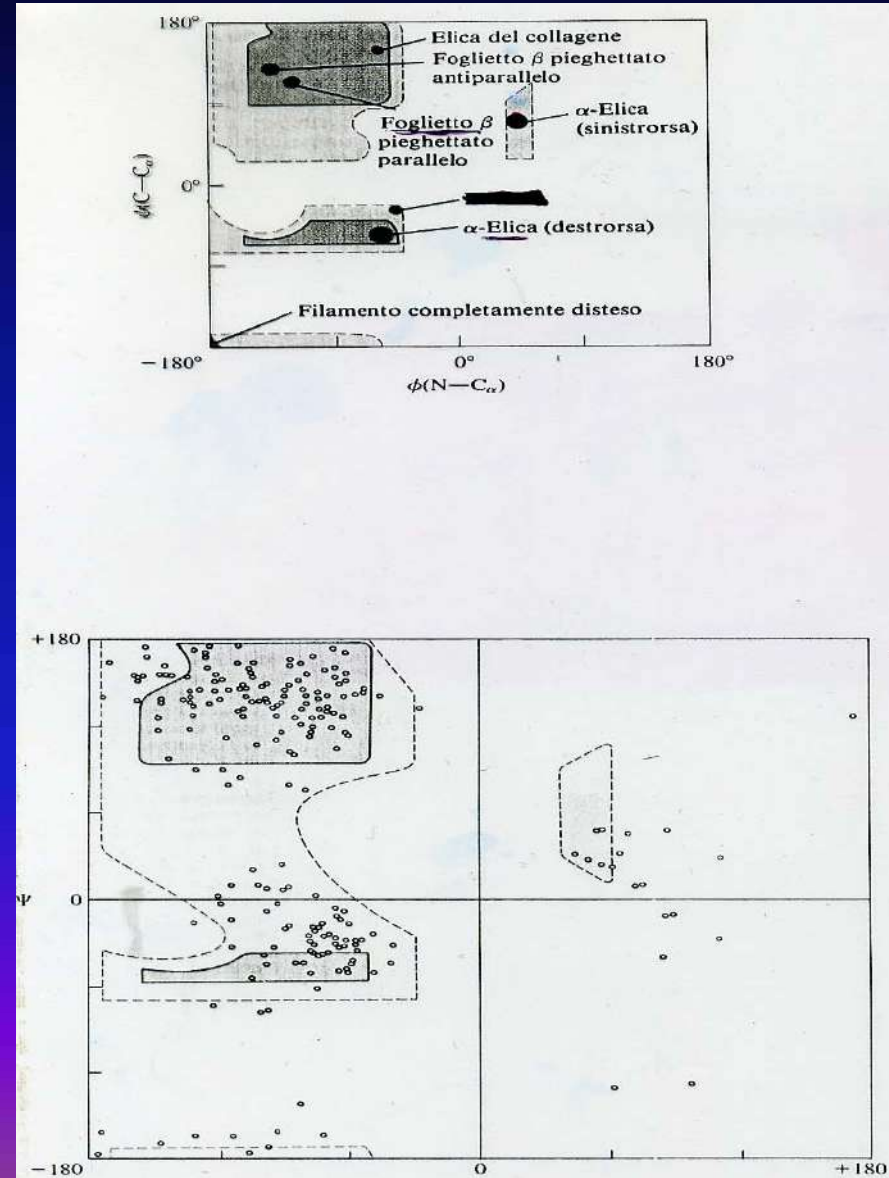 180°
Elica del collagene
Foglietto β pieghettato
antiparallelo
Foglietto β
pieghettato
parallelo
α-Elica
(sinistrorsa)
ψ(C—Cα)
0°
α-Elica (destrorsa)
Filamento completamente disteso
−180°
0°
180°
ϕ(N—Cα)
+180
ψ 0
−180
0
+180